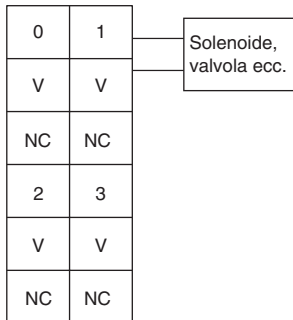 0 1
Solenoide,
valvola ecc.
V V
NC NC
2 3
V V
NC NC